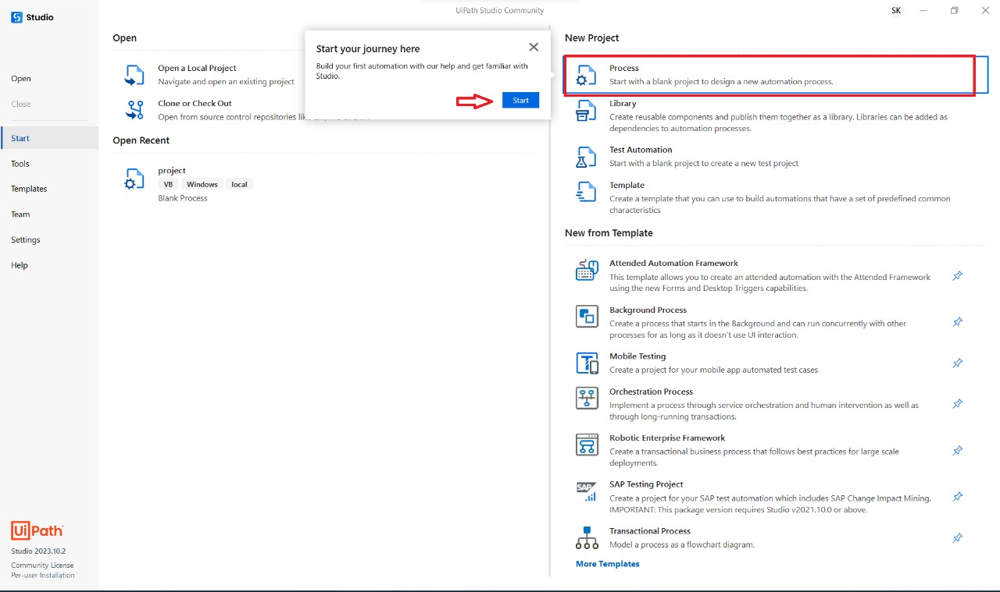 Studio
UiPath Studio Community
SK
Open
Close
Start
Tools
Templates
Team
Settings
Help
UiPath
Studio 2023.10.2
Community License
Per-user Installation
Open
Open a Local Project
Navigate and open an existing project
Clone or Check Out
Open from source control repositories like
Open Recent
project
VB Windows local
Blank Process
Start your journey here
Build your first automation with our help and get familiar with
Studio.
Start
New Project
Process
Start with a blank project to design a new automation process.
Library
Create reusable components and publish them together as a library. Libraries can be added as
dependencies to automation processes.
Test Automation
Start with a blank project to create a new test project
Template
Create a template that you can use to build automations that have a set of predefined common
characteristics
New from Template
Attended Automation Framework
This template allows you to create an attended automation with the Attended Framework
using the new Forms and Desktop Triggers capabilities.
Background Process
Create a process that starts in the Background and can run concurrently with other
processes for as long as it doesn't use UI interaction.
Mobile Testing
Create a project for your mobile app automated test cases
Orchestration Process
Implement a process through service orchestration and human intervention as well as
through long-running transactions.
Robotic Enterprise Framework
Create a transactional business process that follows best practices for large scale
deployments.
SAP
SAP Testing Project
Create a project for your SAP test automation which includes SAP Change Impact Mining.
IMPORTANT: This package version requires Studio v2021.10.0 or above.
Transactional Process
Model a process as a flowchart diagram.
More Templates